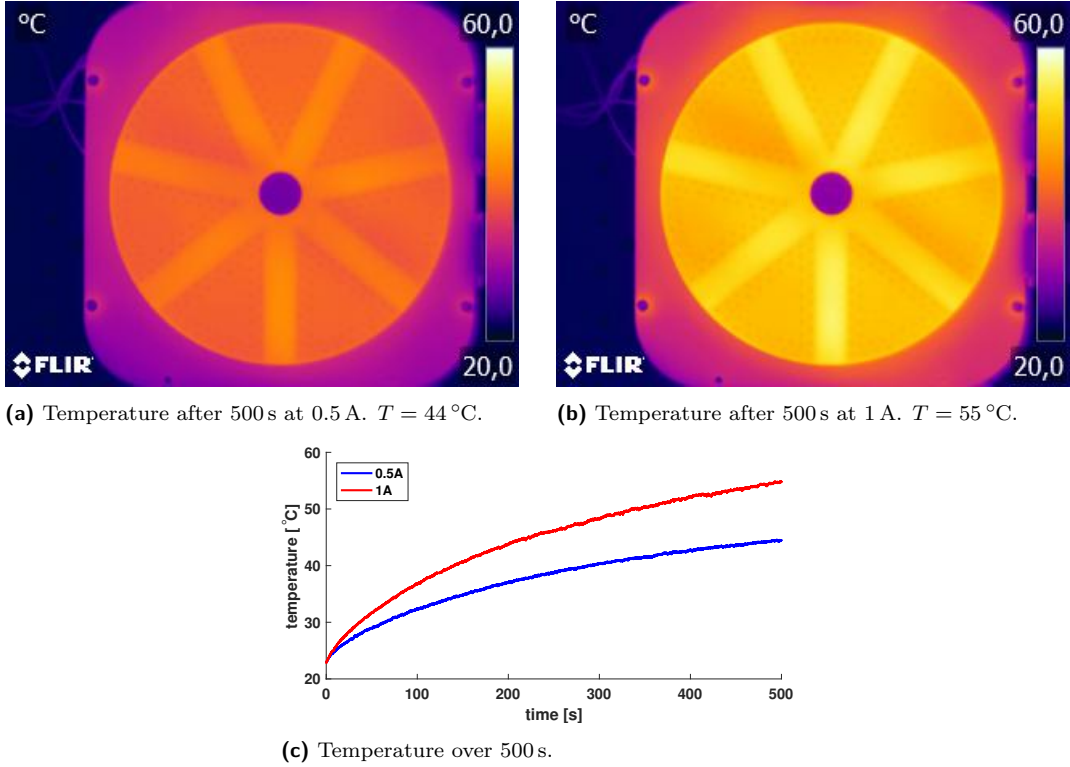 °C
60,0
20,0
FLIR
°C
60,0
20,0
FLIR
(a) Temperature after 500 s at 0.5 A. T = 44 °C.
(b) Temperature after 500 s at 1 A. T = 55 °C.
60
50
40
30
20
temperature [ °C]
0.5A
1A
0
100
200
300
400
500
time [s]
(c) Temperature over 500 s.